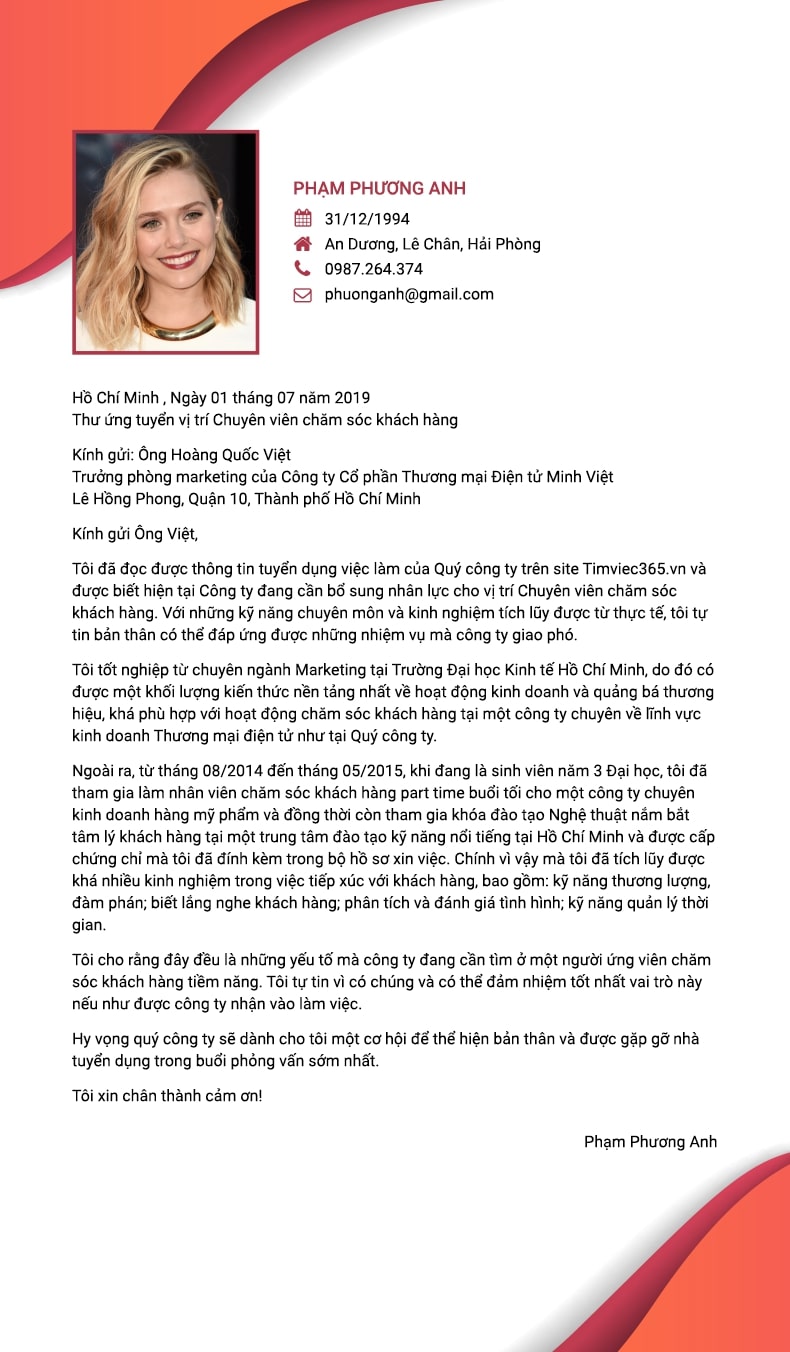 PHẠM PHƯƠNG ANH
31/12/1994
An Dương, Lê Chân, Hải Phòng
0987.264.374
phuonganh@gmail.com
Hồ Chí Minh , Ngày 01 tháng 07 năm 2019
Thư ứng tuyển vị trí Chuyên viên chăm sóc khách hàng
Kính gửi: Ông Hoàng Quốc Việt
Trưởng phòng marketing của Công ty Cổ phần Thương mại Điện tử Minh Việt
Lê Hồng Phong, Quận 10, Thành phố Hồ Chí Minh
Kính gửi Ông Việt,
Tôi đã đọc được thông tin tuyển dụng việc làm của Quý công ty trên site Timviec365.vn và
được biết hiện tại Công ty đang cần bổ sung nhân lực cho vị trí Chuyên viên chăm sóc
khách hàng. Với những kỹ năng chuyên môn và kinh nghiệm tích lũy được từ thực tế, tôi tự
tin bản thân có thể đáp ứng được những nhiệm vụ mà công ty giao phó.
Tôi tốt nghiệp từ chuyên ngành Marketing tại Trường Đại học Kinh tế Hồ Chí Minh, do đó có
được một khối lượng kiến thức nền tảng nhất về hoạt động kinh doanh và quảng bá thương
hiệu, khá phù hợp với hoạt động chăm sóc khách hàng tại một công ty chuyên về lĩnh vực
kinh doanh Thương mại điện tử như tại Quý công ty.
Ngoài ra, từ tháng 08/2014 đến tháng 05/2015, khi đang là sinh viên năm 3 Đại học, tôi đã
tham gia làm nhân viên chăm sóc khách hàng part time buổi tối cho một công ty chuyên
kinh doanh hàng mỹ phẩm và đồng thời còn tham gia khóa đào tạo Nghệ thuật nắm bắt
tâm lý khách hàng tại một trung tâm đào tạo kỹ năng nổi tiếng tại Hồ Chí Minh và được cấp
chứng chỉ mà tôi đã đính kèm trong bộ hồ sơ xin việc. Chính vì vậy mà tôi đã tích lũy được
khá nhiều kinh nghiệm trong việc tiếp xúc với khách hàng, bao gồm: kỹ năng thương lượng,
đàm phán; biết lắng nghe khách hàng; phân tích và đánh giá tình hình; kỹ năng quản lý thời
gian.
Tôi cho rằng đây đều là những yếu tố mà công ty đang cần tìm ở một người ứng viên chăm
sóc khách hàng tiềm năng. Tôi tự tin vì có chúng và có thể đảm nhiệm tốt nhất vai trò này
nếu như được công ty nhận vào làm việc.
Hy vọng quý công ty sẽ dành cho tôi một cơ hội để thể hiện bản thân và được gặp gỡ nhà
tuyển dụng trong buổi phỏng vấn sớm nhất.
Tôi xin chân thành cảm ơn!
Phạm Phương Anh